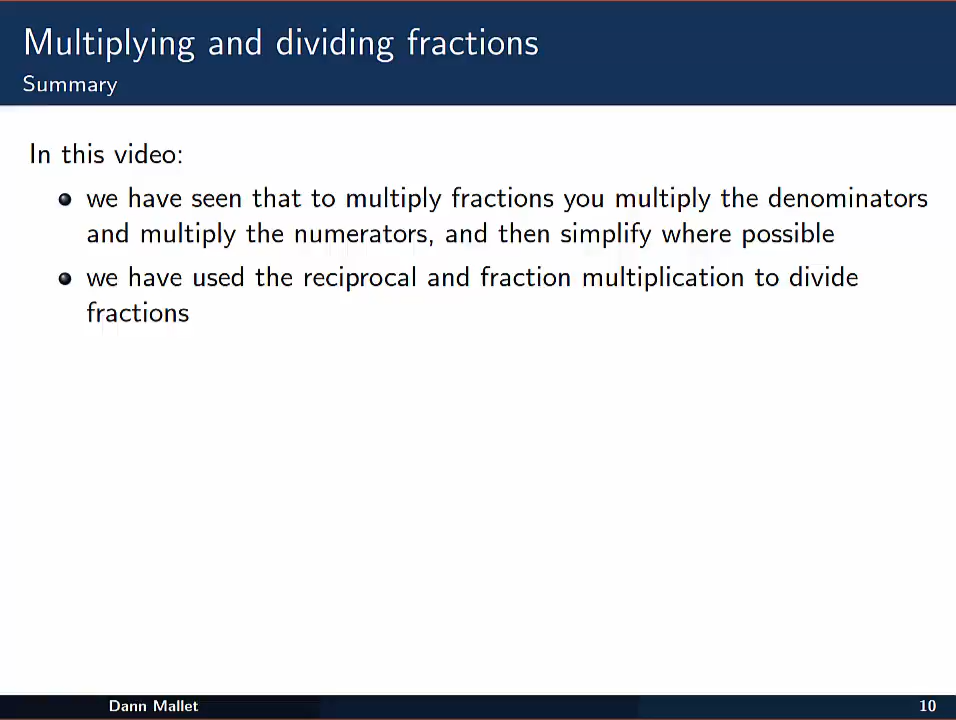 Multiplying and dividing fractions
Summary
In this video:
we have seen that to multiply fractions you multiply the denominators
and multiply the numerators, and then simplify where possible
we have used the reciprocal and fraction multiplication to divide
fractions
Dann Mallet
10